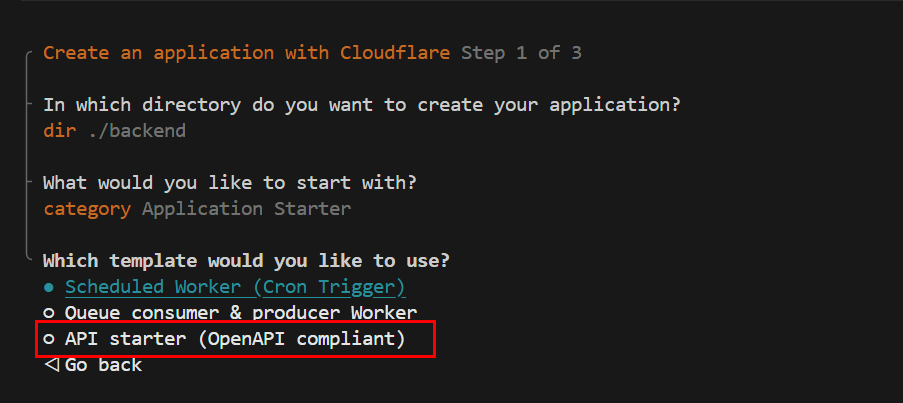 Create an application with Cloudflare Step 1 of 3
In which directory do you want to create your application?
dir ./backend
What would you like to start with?
category Application Starter
Which template would you like to use?
● Scheduled Worker (Cron Trigger)
○ Queue consumer & producer Worker
○ API starter (OpenAPI compliant)
◁ Go back